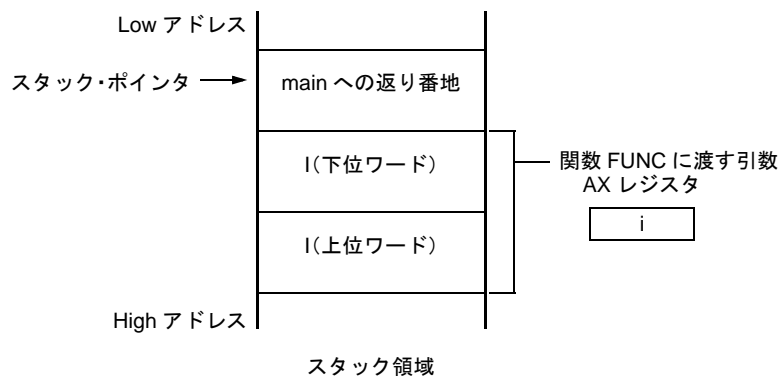 Low アドレス
スタック・ポインタ
main への返り番地
l(下位ワード)
関数 FUNC に渡す引数
AX レジスタ
i
l(上位ワード)
High アドレス
スタック領域